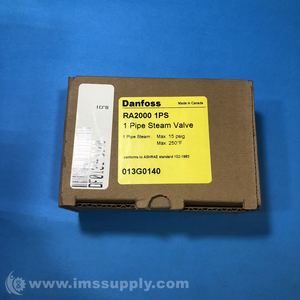 Danfoss
Made in Canada
RA2000 1PS
1 Pipe Steam Valve
1 Pipe Steam: Max. 15 psig
Max. 250°F
conforms to ASHRAE standard 102-1983
013G0140
© www.imssupply.com